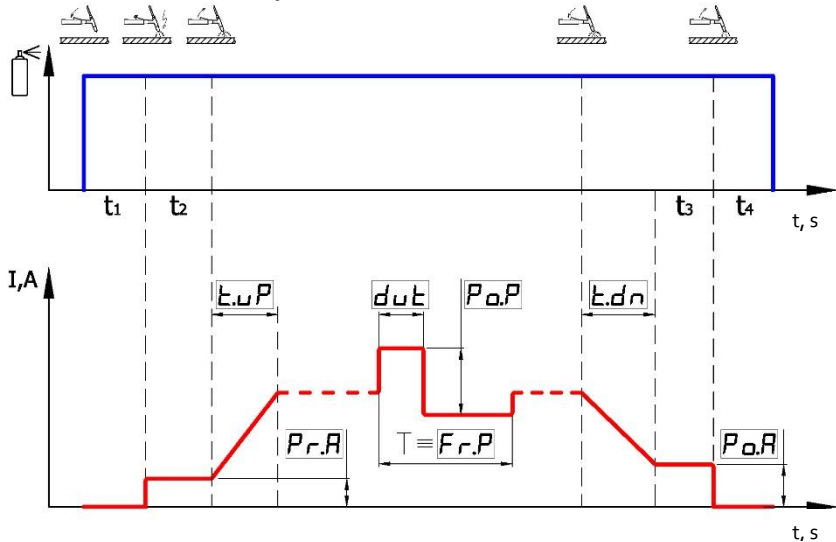 t1 t2 t3 t4
t, s
I,A
t.uP dut Po.P t.dn
Pr.A T ≡ Fr.P Po.A
t, s